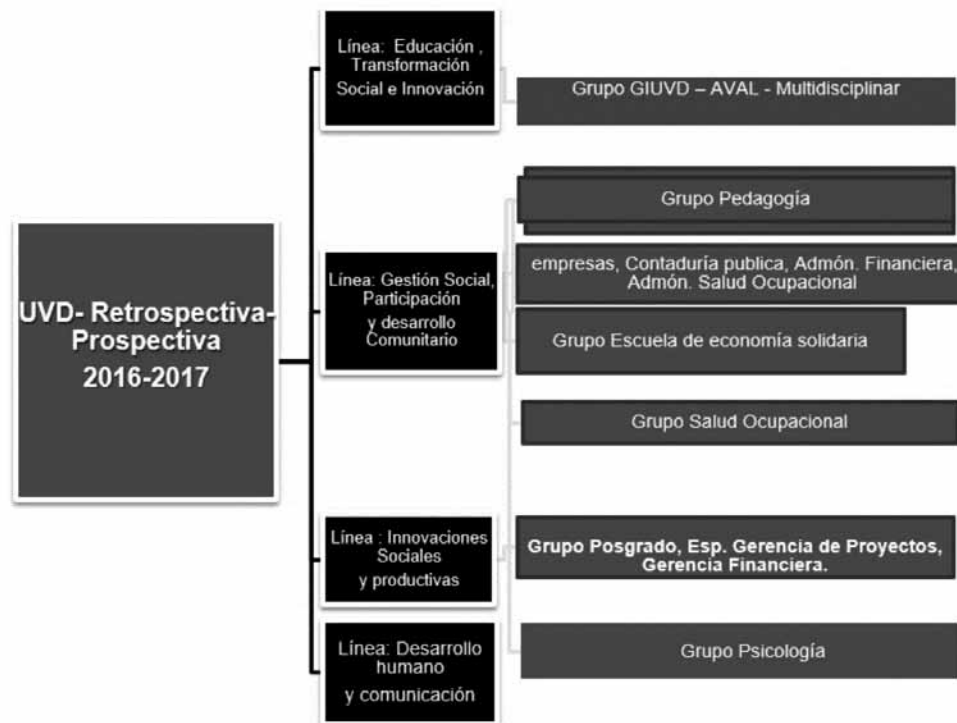 UVD- Retrospectiva-
Prospectiva
2016-2017
Línea: Educación ,
Transformación
Social e Innovación
Grupo GIUVD – AVAL - Multidisciplinar
Línea: Gestión Social,
Participación
y desarrollo
Comunitario
Grupo Pedagogía
empresas, Contaduría publica, Admón. Financiera,
Admón. Salud Ocupacional
Grupo Escuela de economía solidaria
Grupo Salud Ocupacional
Línea : Innovaciones
Sociales
y productivas
Grupo Posgrado, Esp. Gerencia de Proyectos,
Gerencia Financiera.
Línea: Desarrollo
humano
y comunicación
Grupo Psicología